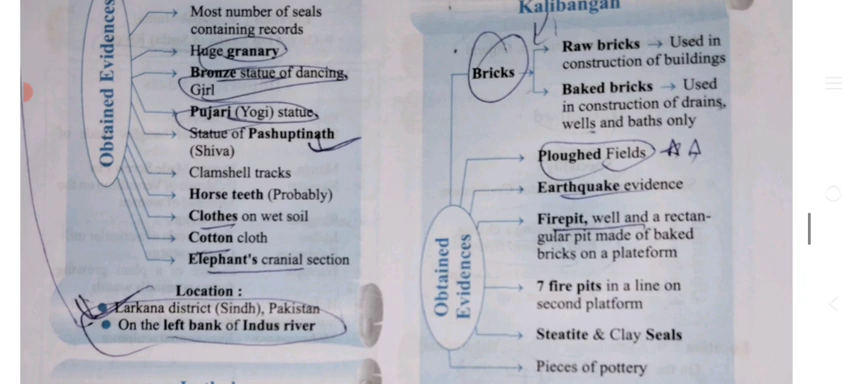 Obtained Evidences
Most number of seals
containing records
Huge granary
Bronze statue of dancing,
Girl
Pujari (Yogi) statue,
Statue of Pashuptinath
(Shiva)
Clamshell tracks
Horse teeth (Probably)
Clothes on wet soil
Cotton cloth
Elephant's cranial section
Location :
Larkana district (Sindh), Pakistan
On the left bank of Indus river
Kalibangan
Bricks
Raw bricks → Used in
construction of buildings
Baked bricks → Used
in construction of drains,
wells and baths only
Obtained
Evidences
Ploughed Fields
Earthquake evidence
Firepit, well and a rectan-
gular pit made of baked
bricks on a plateform
7 fire pits in a line on
second platform
Steatite & Clay Seals
Pieces of pottery